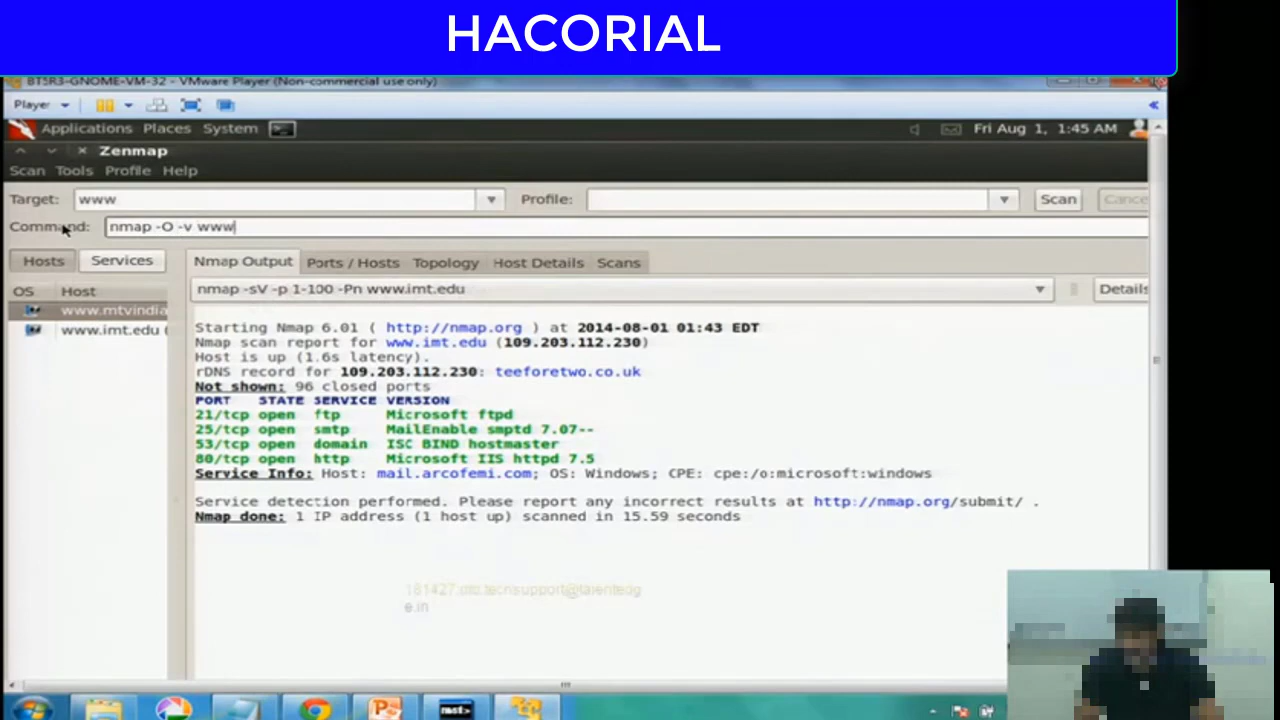 HACORIAL
BT5R3-GNOME-VM-32 - VMware Player (Non-commercial use only)
Player
Applications Places System
Fri Aug 1, 1:45 AM
Zenmap
Scan Tools Profile Help
Target: www Profile: Scan Cance
Command: nmap -O -v www
Hosts Services Nmap Output Ports / Hosts Topology Host Details Scans
OS Host nmap -sV -p 1-100 -Pn www.imt.edu Details
www.mtvindia
www.imt.edu (
Starting Nmap 6.01 ( http://nmap.org ) at 2014-08-01 01:43 EDT
Nmap scan report for www.imt.edu (109.203.112.230)
Host is up (1.6s latency).
rDNS record for 109.203.112.230: teeforetwo.co.uk
Not shown: 96 closed ports
PORT STATE SERVICE VERSION
21/tcp open ftp Microsoft ftpd
25/tcp open smtp MailEnable smptd 7.07--
53/tcp open domain ISC BIND hostmaster
80/tcp open http Microsoft IIS httpd 7.5
Service Info: Host: mail.arcofemi.com; OS: Windows; CPE: cpe:/o:microsoft:windows
Service detection performed. Please report any incorrect results at http://nmap.org/submit/ .
Nmap done: 1 IP address (1 host up) scanned in 15.59 seconds
e.in